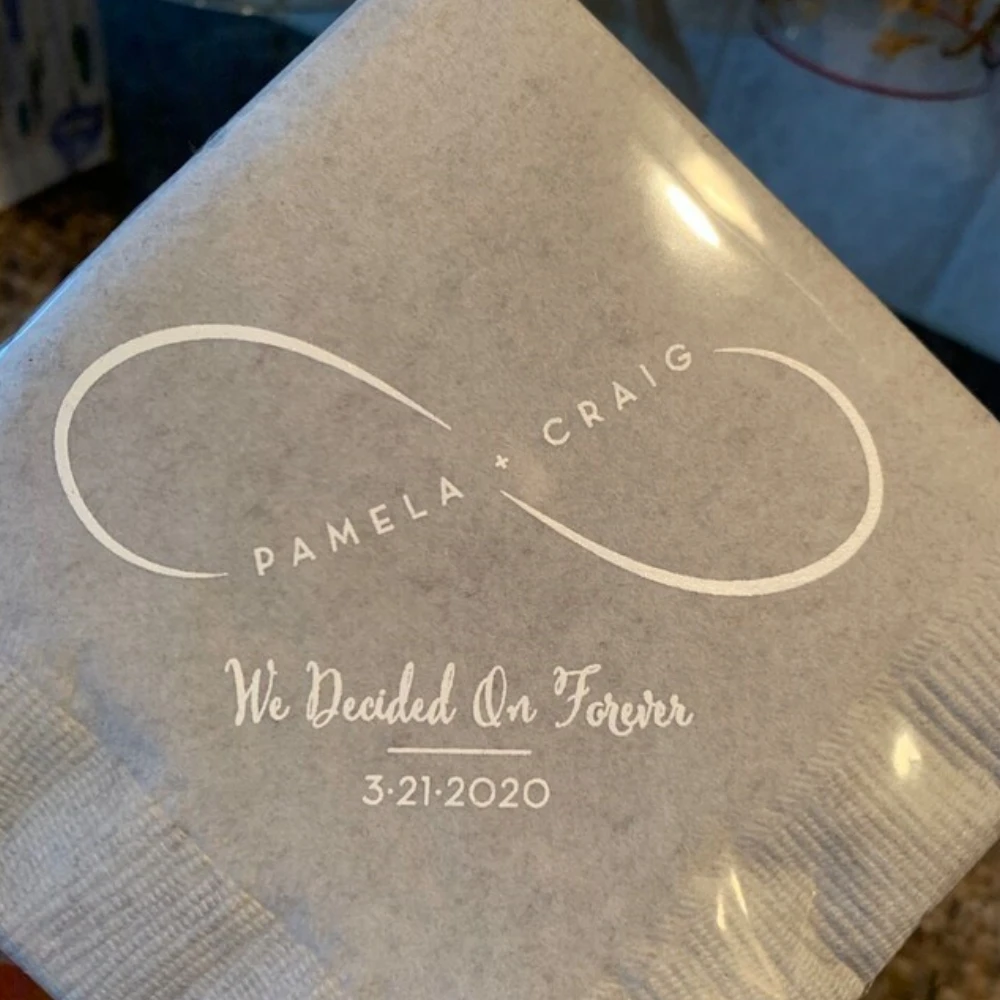 PAMELA + CRAIG
We Decided On Forever
3·21·2020